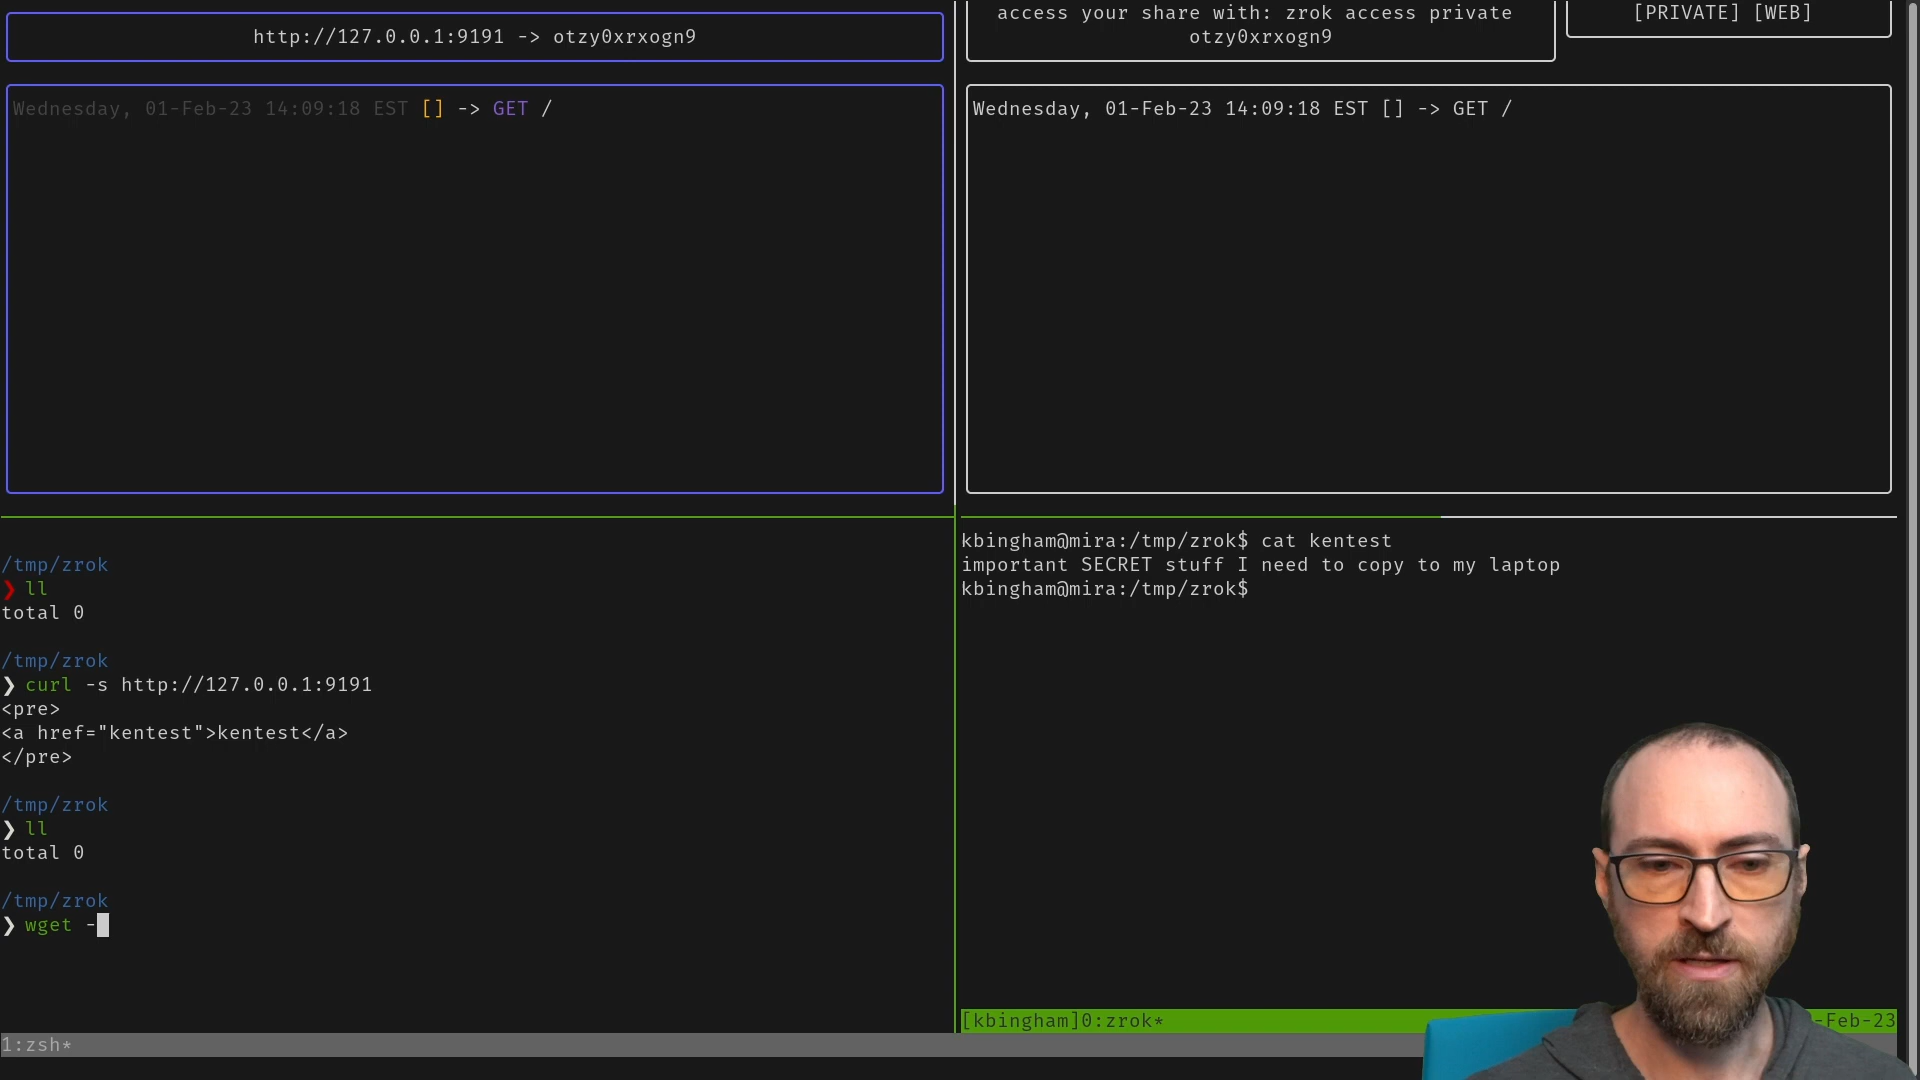 http://127.0.0.1:9191 -> otzy0xrxogn9
Wednesday, 01-Feb-23 14:09:18 EST [] -> GET /
access your share with: zrok access private
otzy0xrxogn9
[PRIVATE] [WEB]
Wednesday, 01-Feb-23 14:09:18 EST [] -> GET /
/tmp/zrok
❯ ll
total 0
/tmp/zrok
❯ curl -s http://127.0.0.1:9191
<pre>
<a href="kentest">kentest</a>
</pre>
/tmp/zrok
❯ ll
total 0
/tmp/zrok
❯ wget -
kbingham@mira:/tmp/zrok$ cat kentest
important SECRET stuff I need to copy to my laptop
kbingham@mira:/tmp/zrok$
[kbingham]0:zrok*
-Feb-23
1:zsh*